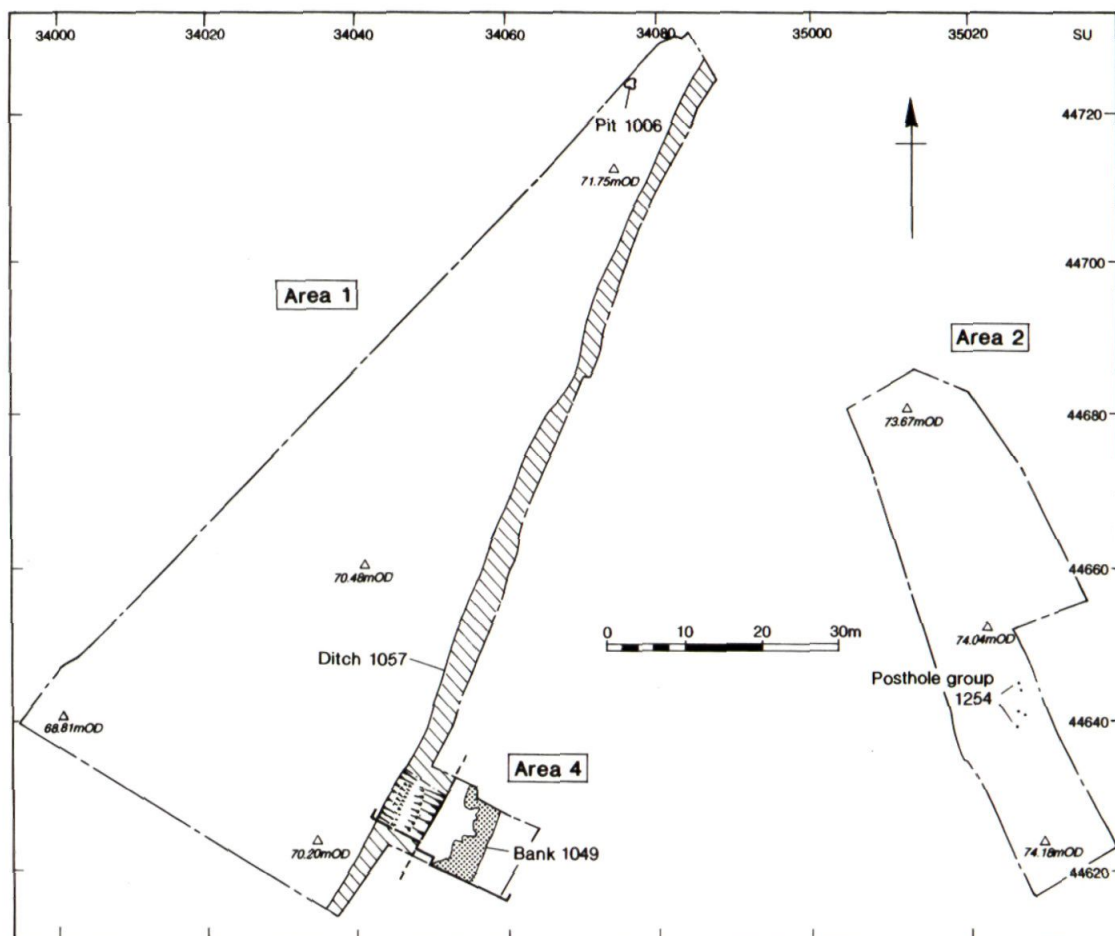 34000 34020 34040 34060 34080 35000 35020 SU
44720
Pit 1006
71.75mOD
44700
Area 1
Area 2
44680
73.67mOD
70.48mOD
44660
0 10 20 30m
74.04mOD
Ditch 1057
Posthole group
1254
68.81mOD
44640
Area 4
70.20mOD
Bank 1049
74.18mOD
44620